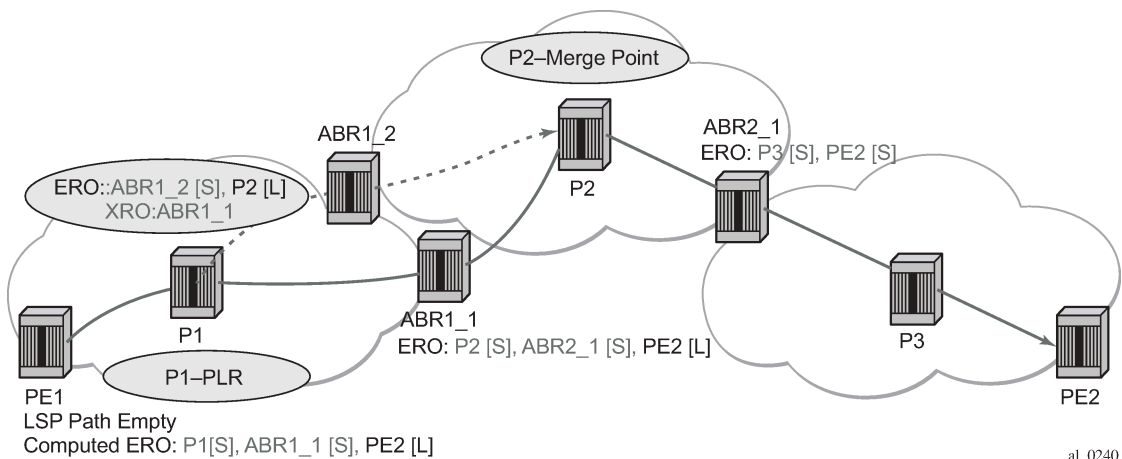 P2–Merge Point
ABR1_2
ABR2_1
ERO: P3 [S], PE2 [S]
P2
ERO::ABR1_2 [S], P2 [L]
XRO:ABR1_1
P1
ABR1_1
ERO: P2 [S], ABR2_1 [S], PE2 [L]
P3
P1–PLR
PE1
PE2
LSP Path Empty
Computed ERO: P1[S], ABR1_1 [S], PE2 [L]
al_0240